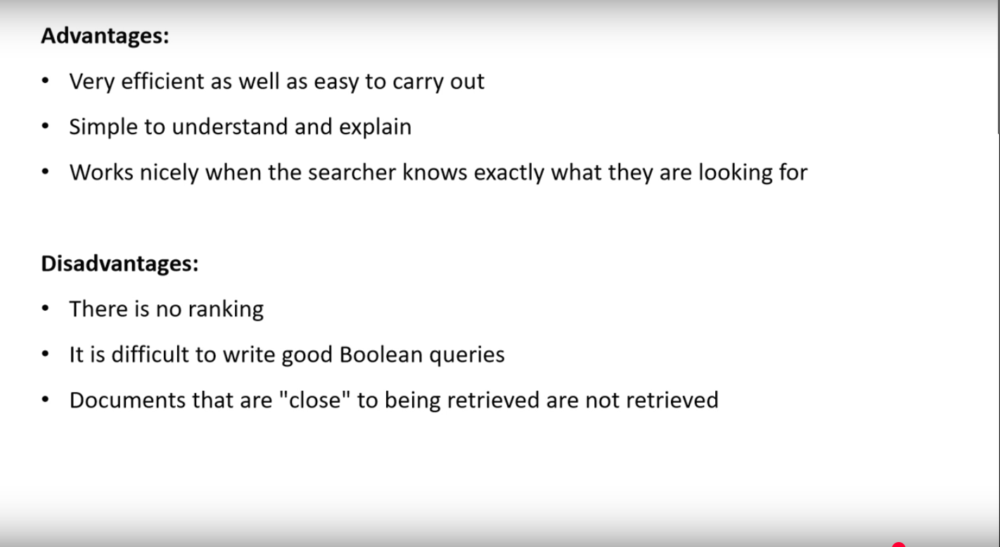 Advantages:
• Very efficient as well as easy to carry out
• Simple to understand and explain
• Works nicely when the searcher knows exactly what they are looking for
Disadvantages:
• There is no ranking
• It is difficult to write good Boolean queries
• Documents that are "close" to being retrieved are not retrieved